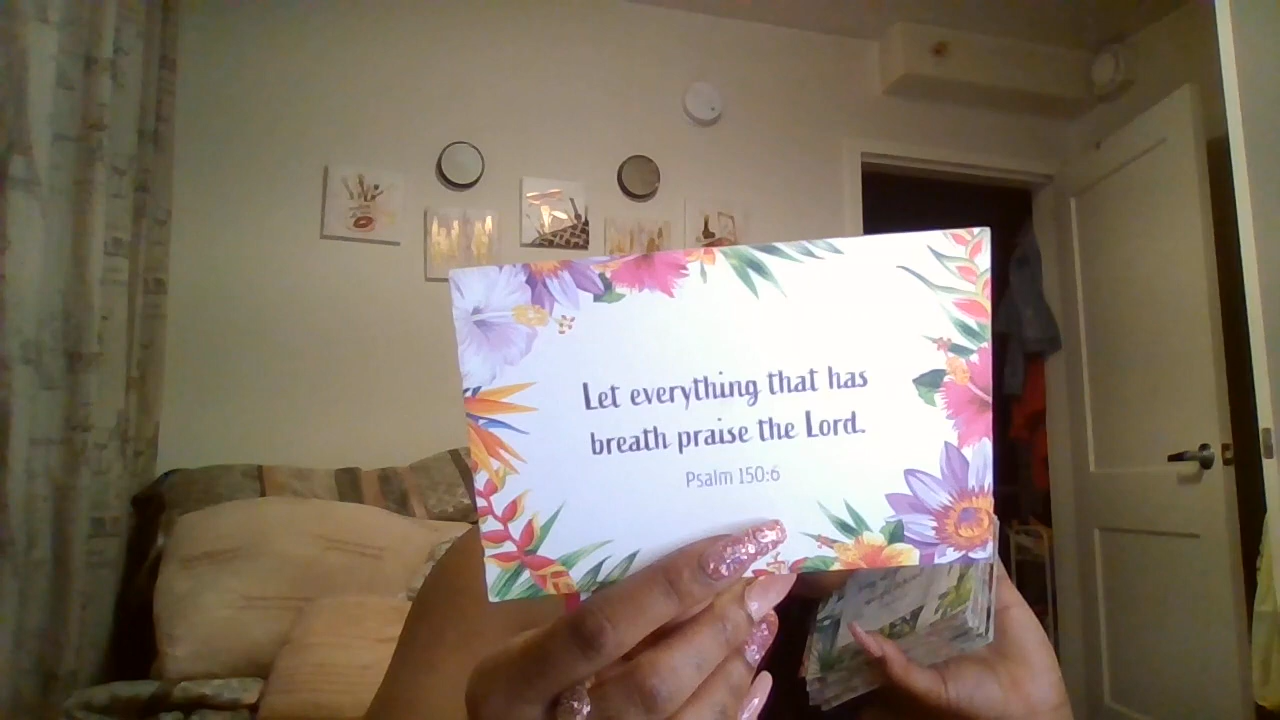 Let everything that has
breath praise the Lord.
Psalm 150:6